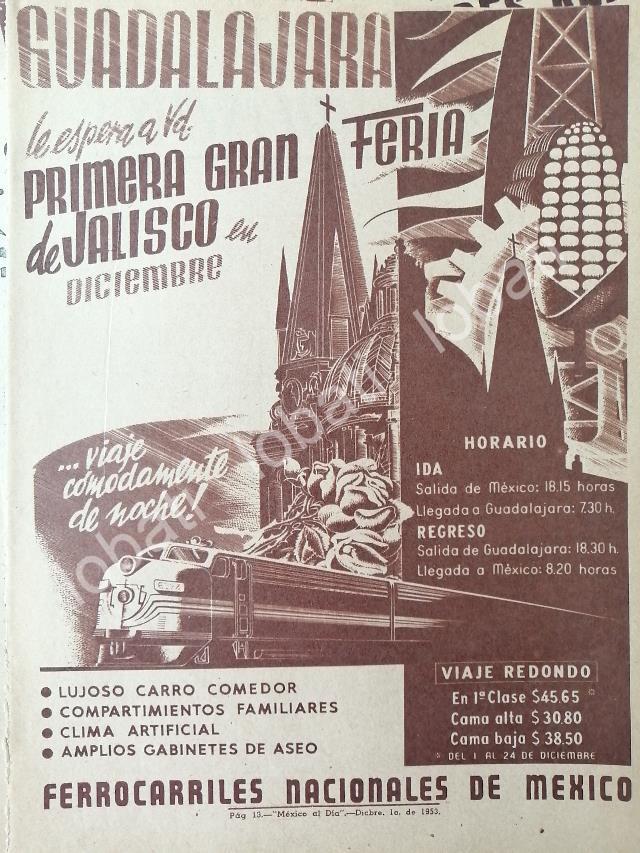 GUADALAJARA
le espera a Vd.
PRIMERA GRAN FERIA
de JALISCO en
DICIEMBRE
...viaje
cómodamente
de noche!
HORARIO
IDA
Salida de México: 18.15 horas
Llegada a Guadalajara: 7.30 h.
REGRESO
Salida de Guadalajara: 18.30 h.
Llegada a México: 8.20 horas
● LUJOSO CARRO COMEDOR
● COMPARTIMIENTOS FAMILIARES
● CLIMA ARTIFICIAL
● AMPLIOS GABINETES DE ASEO
VIAJE REDONDO
En 1ª Clase $45.65 *
Cama alta $30.80
Cama baja $38.50
* DEL 1 AL 24 DE DICIEMBRE
FERROCARRILES NACIONALES DE MEXICO
Pág 13.—"México al Día".—Dicbre. 1o. de 1953.
lobati lobati lobati lobati